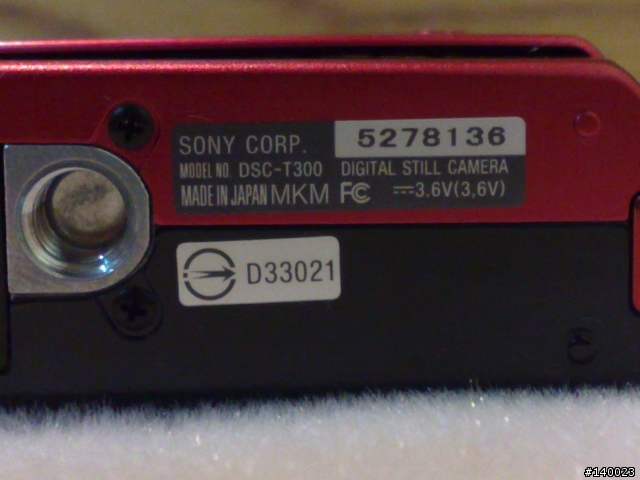 SONY CORP. 5278136
MODEL NO. DSC-T300 DIGITAL STILL CAMERA
MADE IN JAPAN MKM FC ⎓3.6V(3,6V)
D33021
#140023